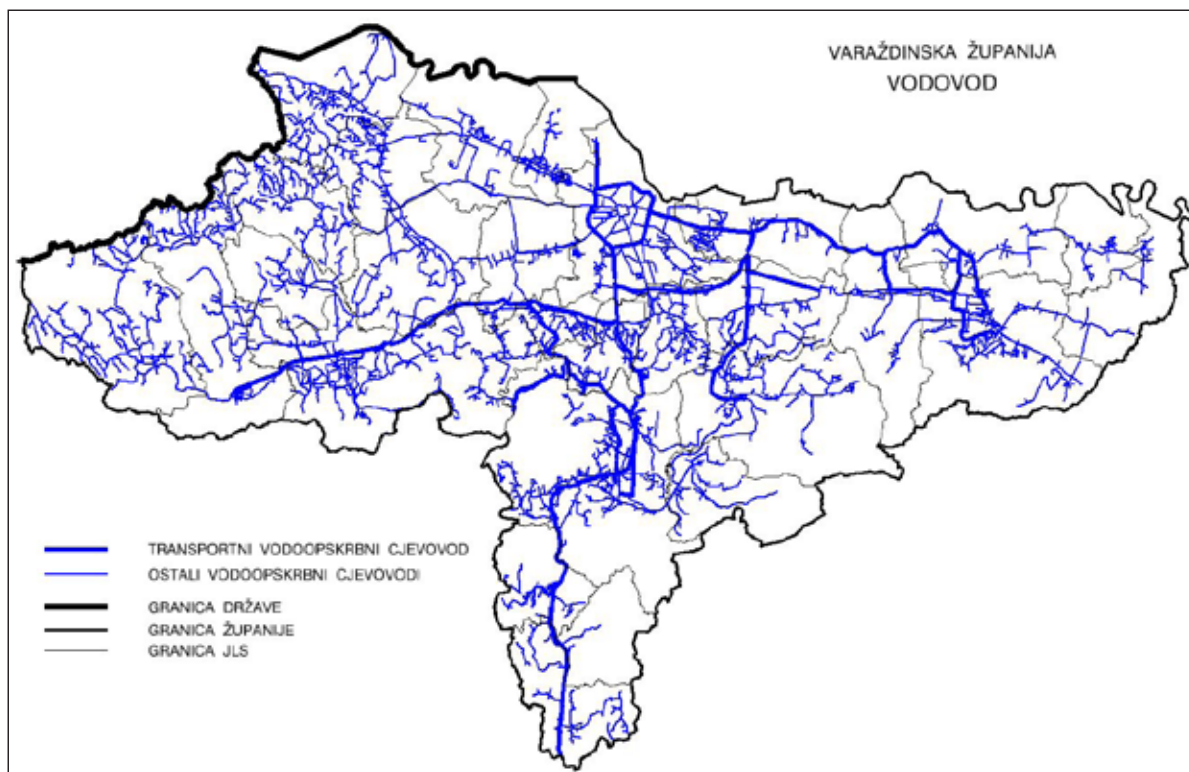 VARAŽDINSKA ŽUPANIJA
VODOVOD
TRANSPORTNI VODOOPSKRBNI CJEVOVOD
OSTALI VODOOPSKRBNI CJEVOVODI
GRANICA DRŽAVE
GRANICA ŽUPANIJE
GRANICA JLS